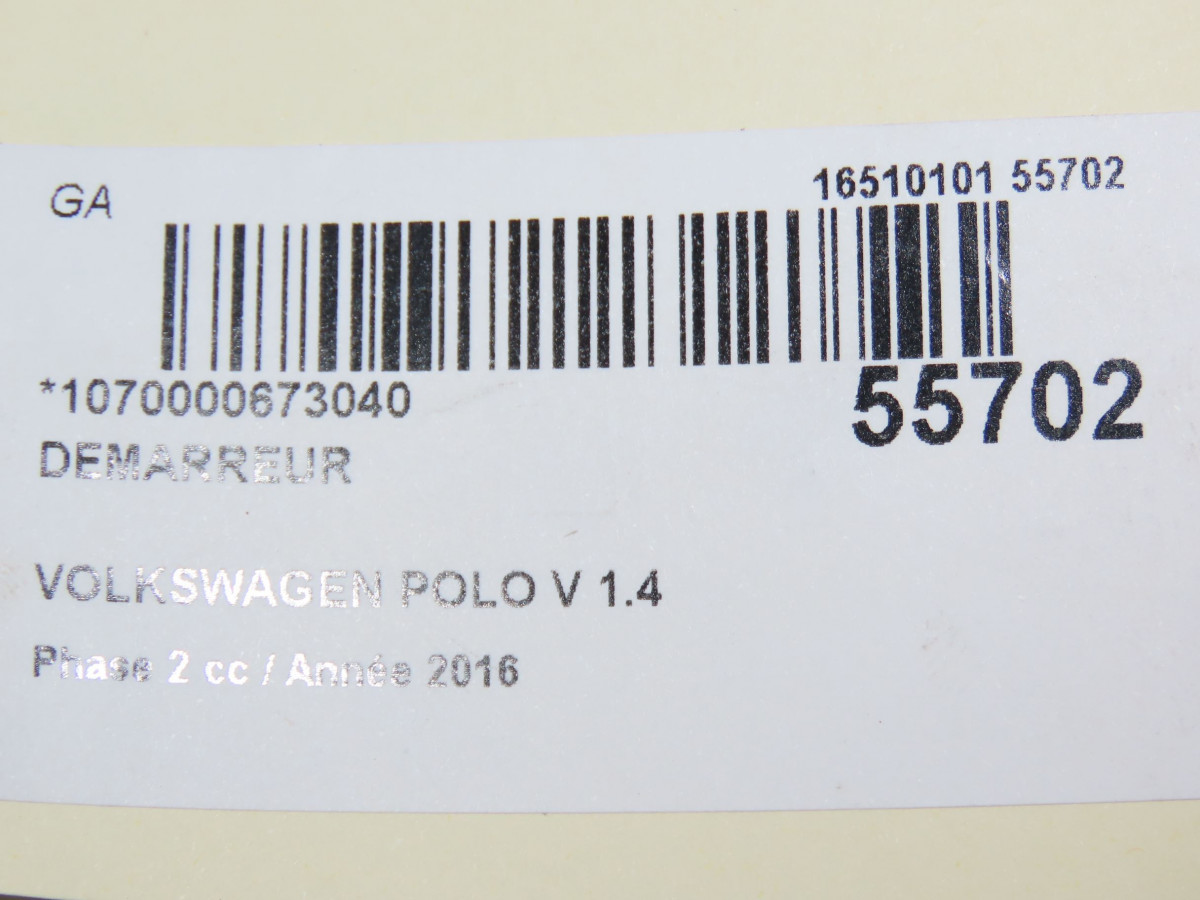 GA
16510101 55702
*1070000673040
55702
DEMARREUR
VOLKSWAGEN POLO V 1.4
Phase 2 cc / Année 2016